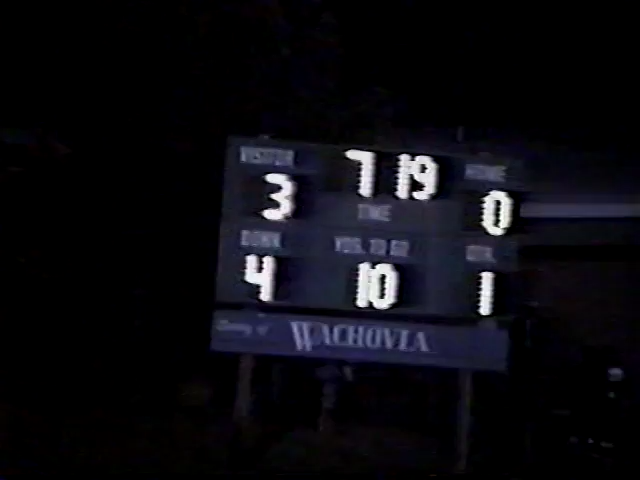 VISITOR 7 19 HOME
3 TIME 0
DOWN YDS. TO GO QTR.
4 10 1
WACHOVIA